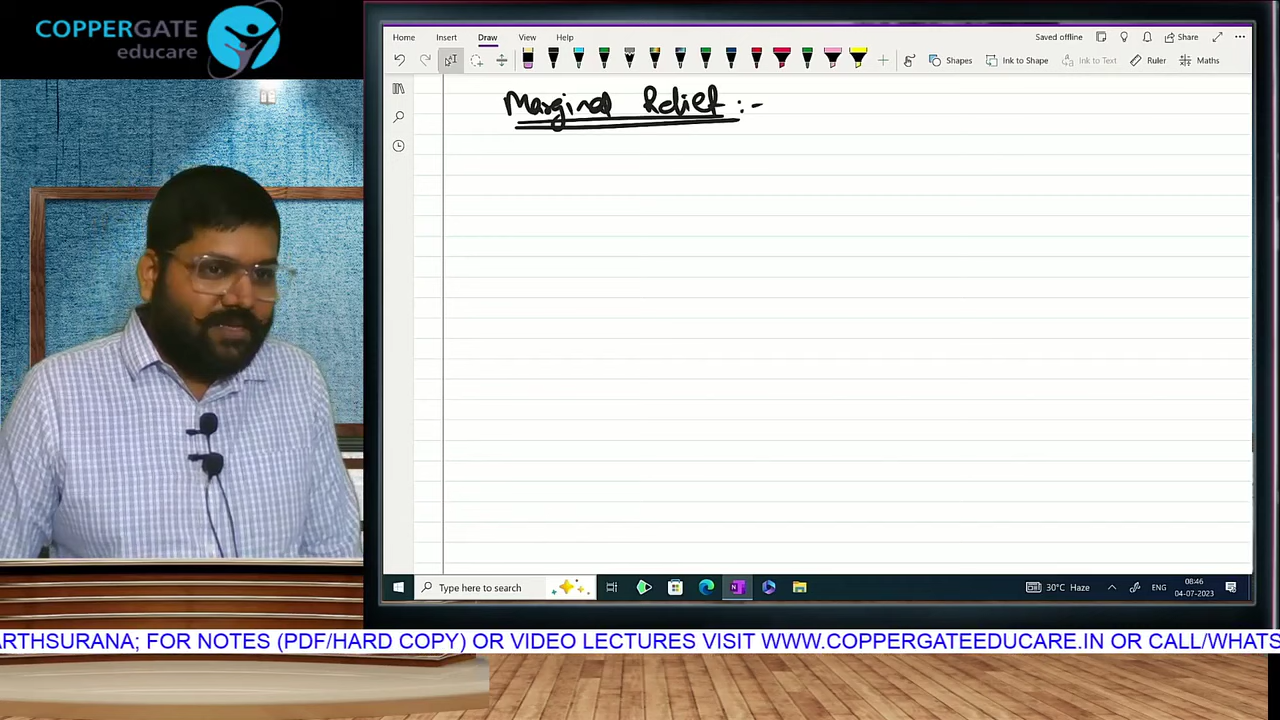 COPPERGATE
educare
Home Insert Draw View Help
Saved offline
Share
Shapes
Ink to Shape
Ink to Text
Ruler
Maths
Marginal Relief :-
Type here to search
30°C Haze
ENG
08:46
04-07-2023
ARTHSURANA; FOR NOTES (PDF/HARD COPY) OR VIDEO LECTURES VISIT WWW.COPPERGATEEDUCARE.IN OR CALL/WHATS